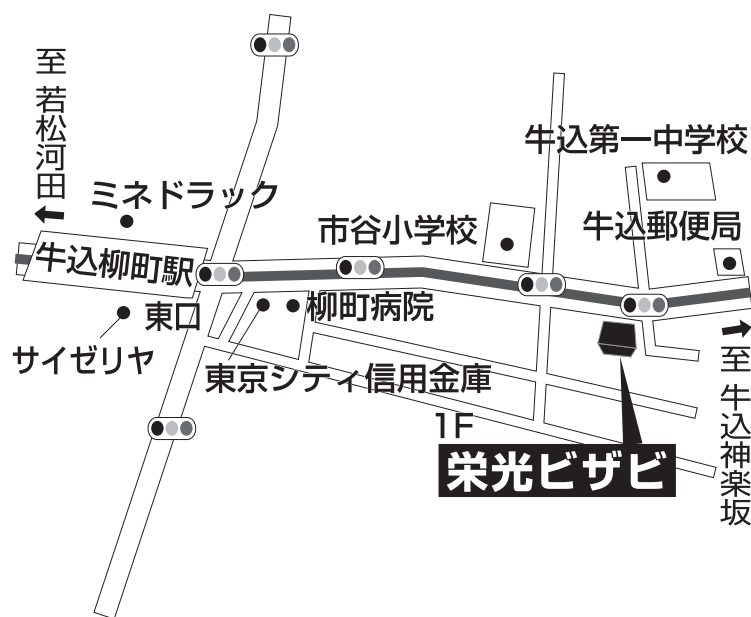 至 若松河田
ミネドラック
牛込第一中学校
市谷小学校
牛込郵便局
牛込柳町駅
東口
柳町病院
サイゼリヤ
東京シティ信用金庫
至 牛込神楽坂
1F
栄光ビザビ